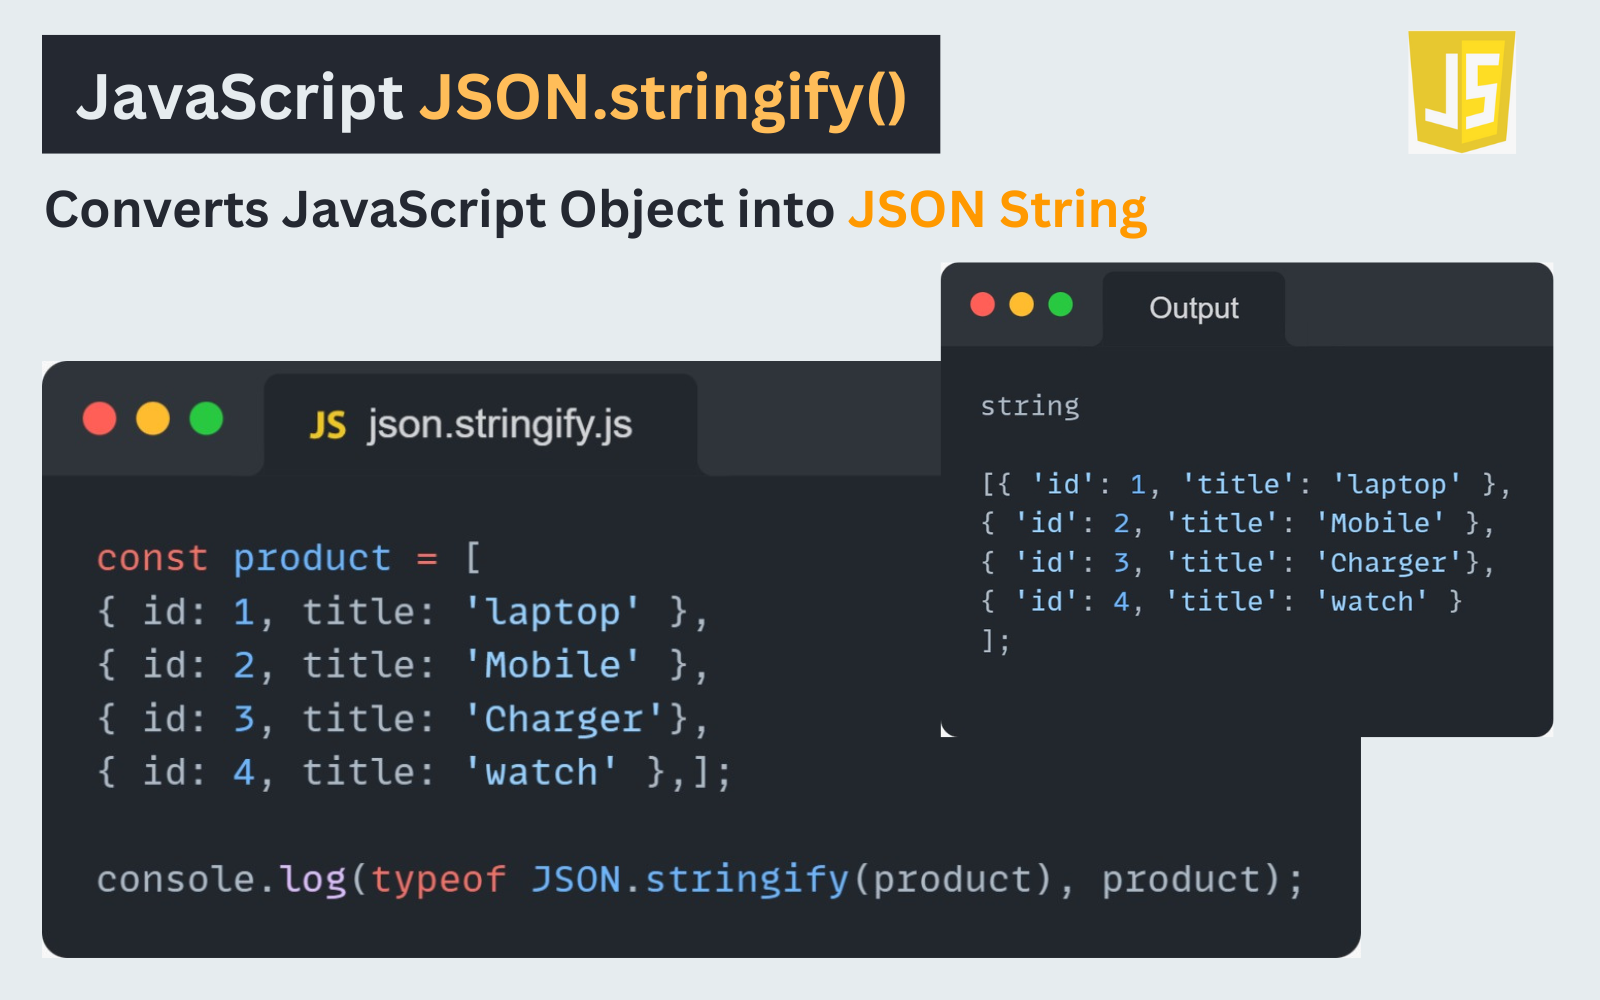 JavaScript JSON.stringify()
JS
Converts JavaScript Object into JSON String
Output
string
[{ 'id': 1, 'title': 'laptop' },
{ 'id': 2, 'title': 'Mobile' },
{ 'id': 3, 'title': 'Charger'},
{ 'id': 4, 'title': 'watch' }
];
JS json.stringify.js
const product = [
{ id: 1, title: 'laptop' },
{ id: 2, title: 'Mobile' },
{ id: 3, title: 'Charger'},
{ id: 4, title: 'watch' },];
console.log(typeof JSON.stringify(product), product);